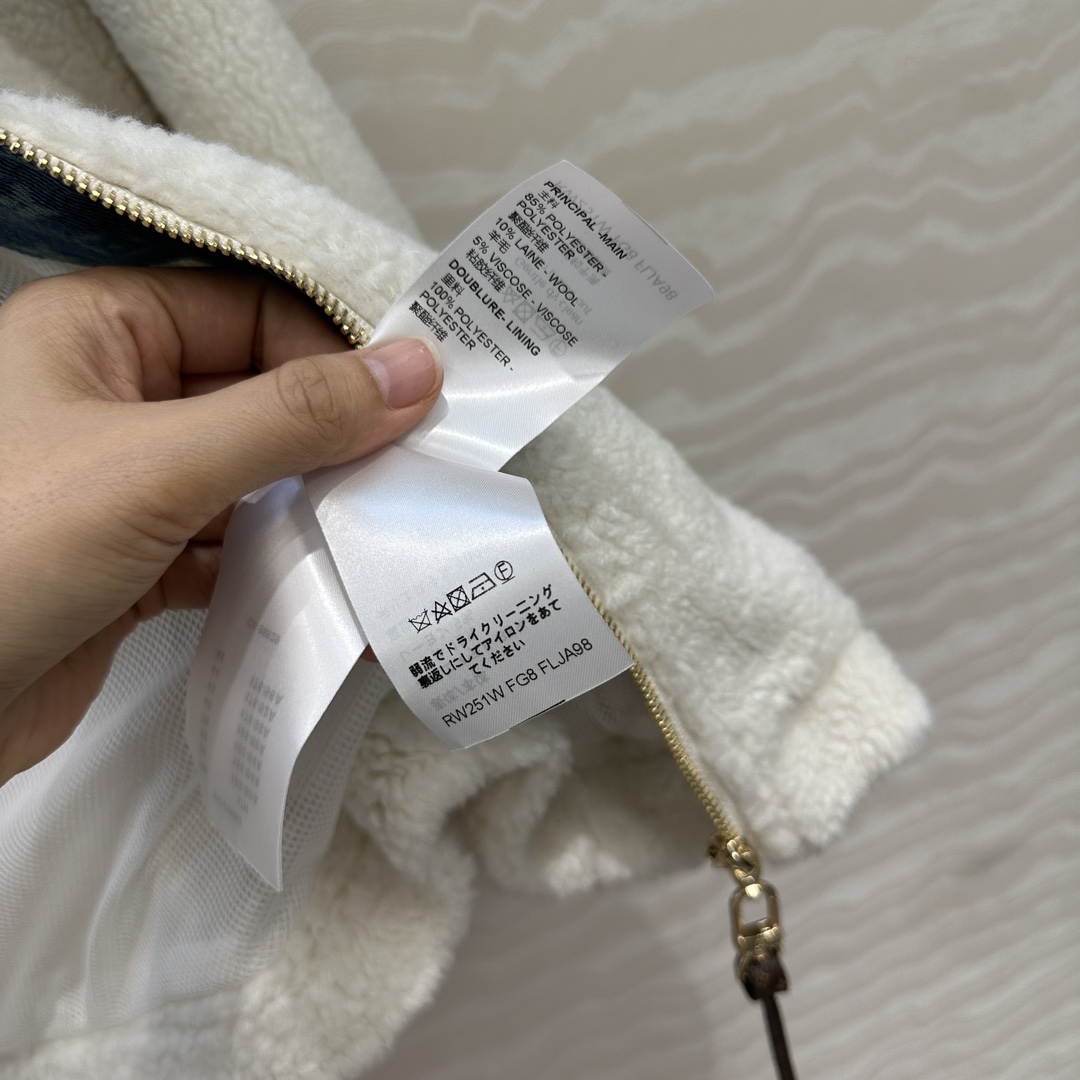 PRINCIPAL -MAIN
主料
85% POLYESTER-
POLYESTER
聚酯纤维
10% LAINE - WOOL
羊毛
5% VISCOSE - VISCOSE
粘胶纤维
DOUBLURE- LINING
里料
100% POLYESTER -
POLYESTER
聚酯纤维
F
弱流でドライクリーニング
裏返しにしてアイロンをあて
てください
RW251W FG8 FLJA98